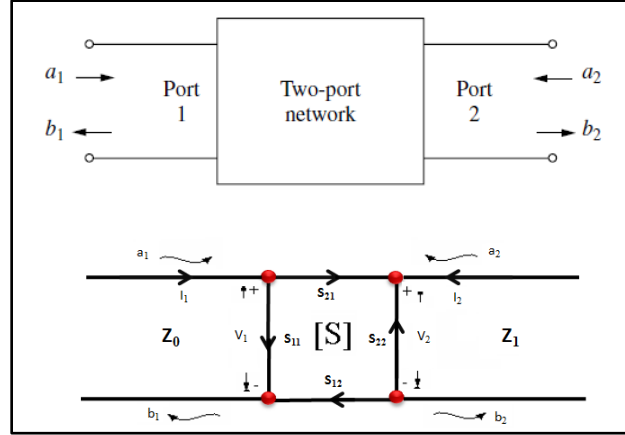 a1 Port 1 Two-port network Port 2 a2
b1 b2
a1 a2
I1 S21 I2
+ +
Z0 V1 S11 [S] S22 V2 Z1
- -
S12
b1 b2